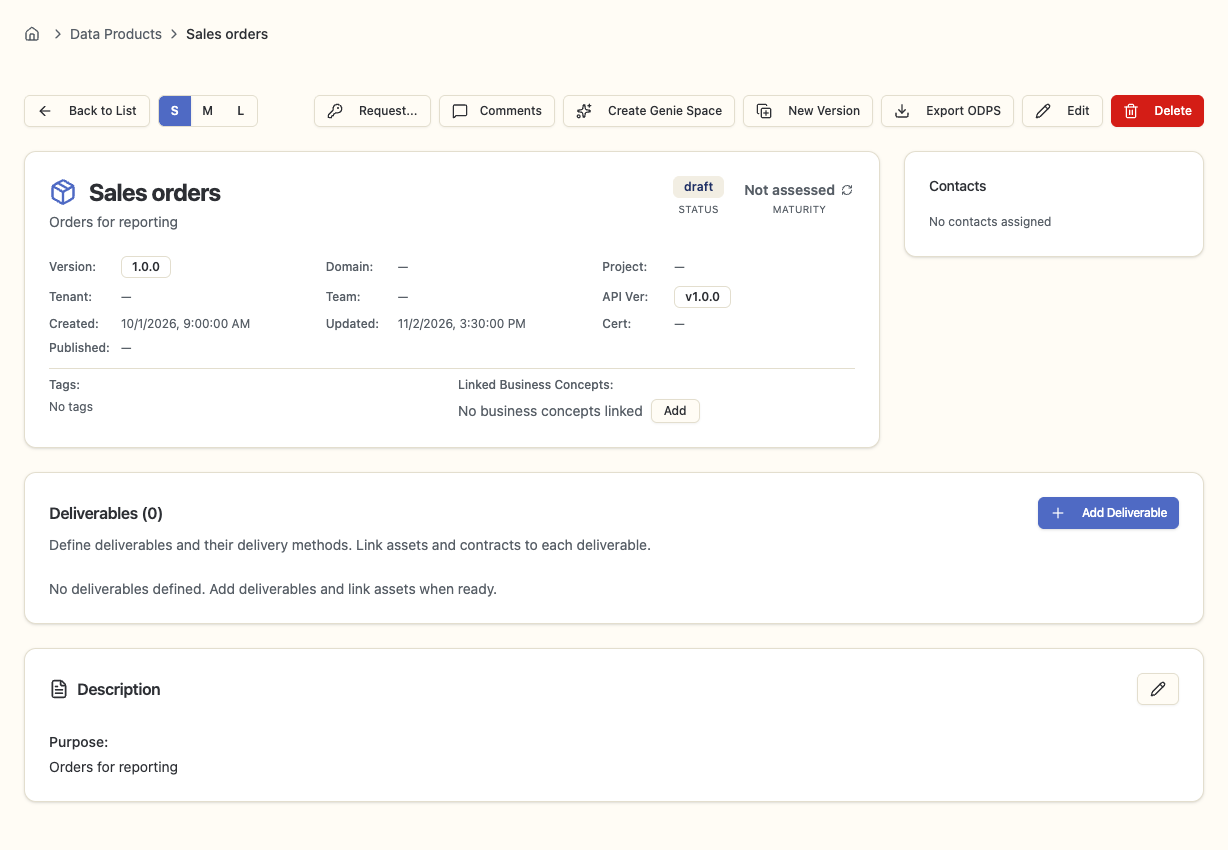 Data Products Sales orders
Back to List S M L Request... Comments Create Genie Space New Version Export ODPS Edit Delete
Sales orders
Orders for reporting
draft
STATUS
Not assessed
MATURITY
Version: 1.0.0 Domain: — Project: —
Tenant: — Team: — API Ver: v1.0.0
Created: 10/1/2026, 9:00:00 AM Updated: 11/2/2026, 3:30:00 PM Cert: —
Published: —
Tags:
No tags
Linked Business Concepts:
No business concepts linked Add
Contacts
No contacts assigned
Deliverables (0)
Add Deliverable
Define deliverables and their delivery methods. Link assets and contracts to each deliverable.
No deliverables defined. Add deliverables and link assets when ready.
Description
Purpose:
Orders for reporting